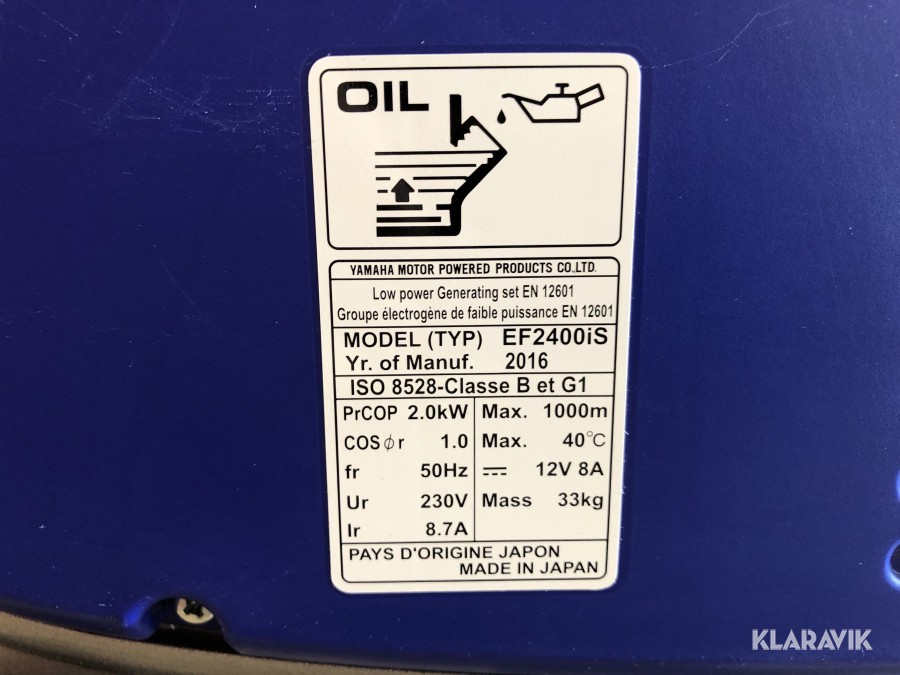 OIL
YAMAHA MOTOR POWERED PRODUCTS CO.,LTD.
Low power Generating set EN 12601
Groupe électrogène de faible puissance EN 12601
MODEL (TYP) EF2400iS
Yr. of Manuf. 2016
ISO 8528-Classe B et G1
PrCOP 2.0kW Max. 1000m
COSϕr 1.0 Max. 40°C
fr 50Hz ⎓ 12V 8A
Ur 230V Mass 33kg
Ir 8.7A
PAYS D'ORIGINE JAPON
MADE IN JAPAN
KLARAVIK